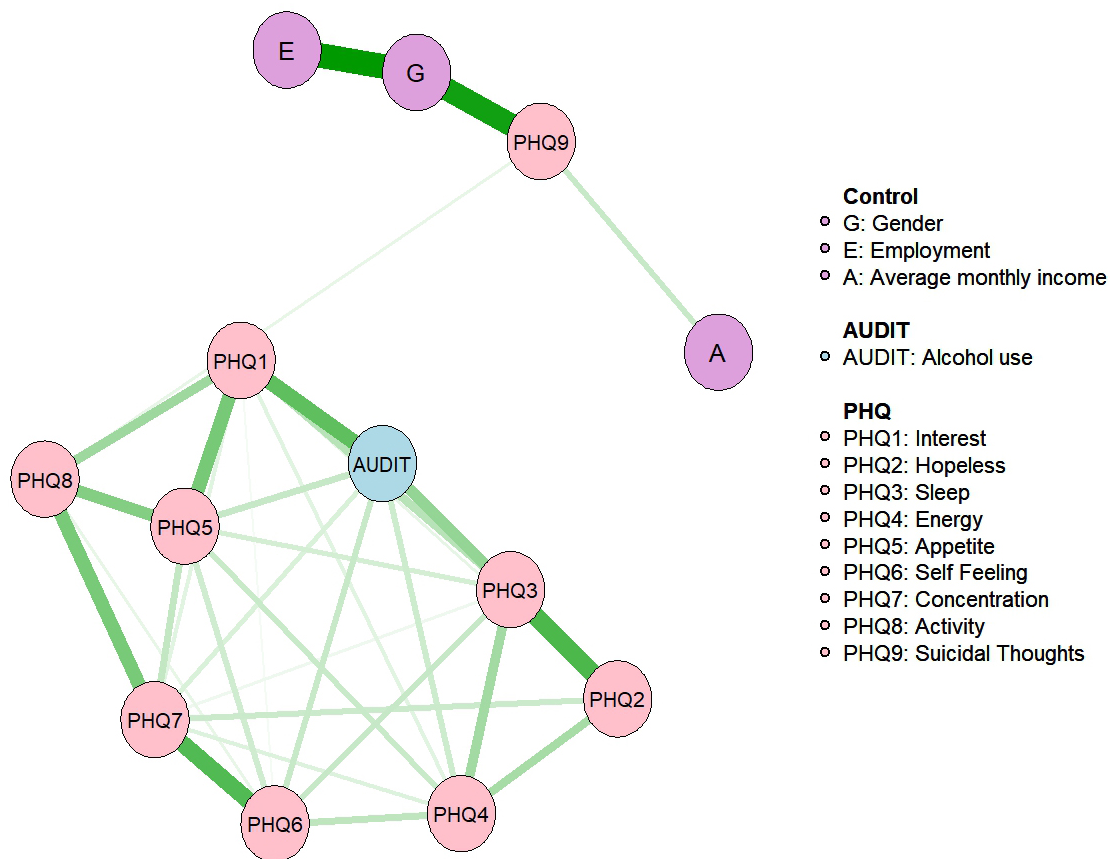 E
G
PHQ9
A
PHQ1
AUDIT
PHQ8
PHQ5
PHQ3
PHQ2
PHQ7
PHQ4
PHQ6
Control
G: Gender
E: Employment
A: Average monthly income
AUDIT
AUDIT: Alcohol use
PHQ
PHQ1: Interest
PHQ2: Hopeless
PHQ3: Sleep
PHQ4: Energy
PHQ5: Appetite
PHQ6: Self Feeling
PHQ7: Concentration
PHQ8: Activity
PHQ9: Suicidal Thoughts